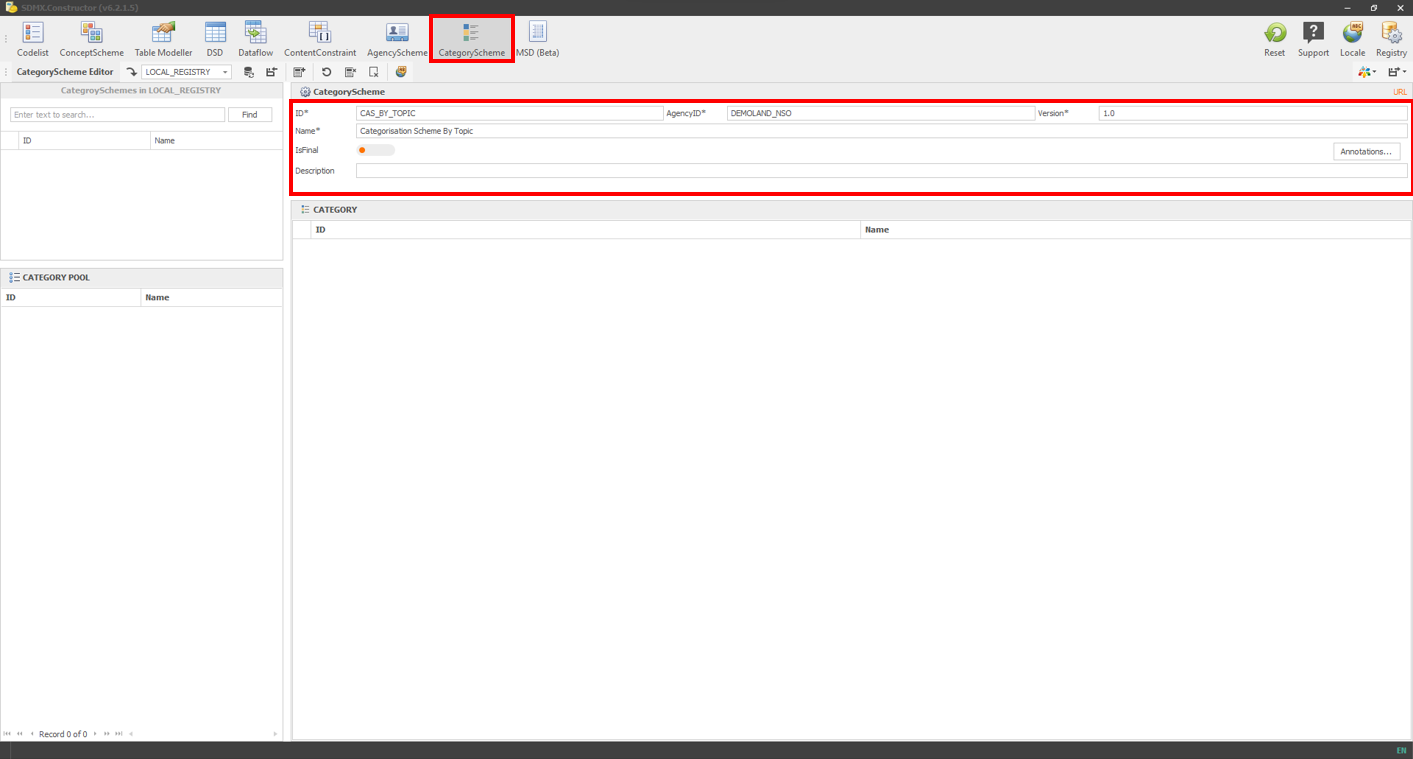 SDMX.Constructor (v6.2.1.5)
Codelist ConceptScheme Table Modeller DSD Dataflow ContentConstraint AgencyScheme CategoryScheme MSD (Beta) Reset Support Locale Registry
CategoryScheme Editor LOCAL_REGISTRY
CategroySchemes in LOCAL_REGISTRY
Enter text to search... Find
ID Name
CategoryScheme URL
ID* CAS_BY_TOPIC AgencyID* DEMOLAND_NSO Version* 1.0
Name* Categorisation Scheme By Topic
IsFinal Annotations...
Description
CATEGORY
ID Name
CATEGORY POOL
ID Name
Record 0 of 0
EN